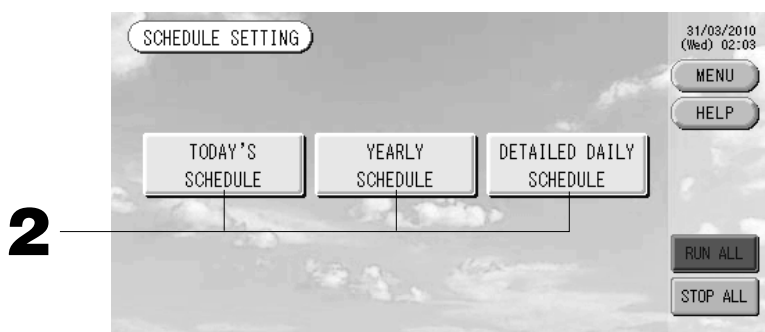 SCHEDULE SETTING
31/03/2010
(Wed) 02:03
MENU
HELP
TODAY'S
SCHEDULE
YEARLY
SCHEDULE
DETAILED DAILY
SCHEDULE
2
RUN ALL
STOP ALL